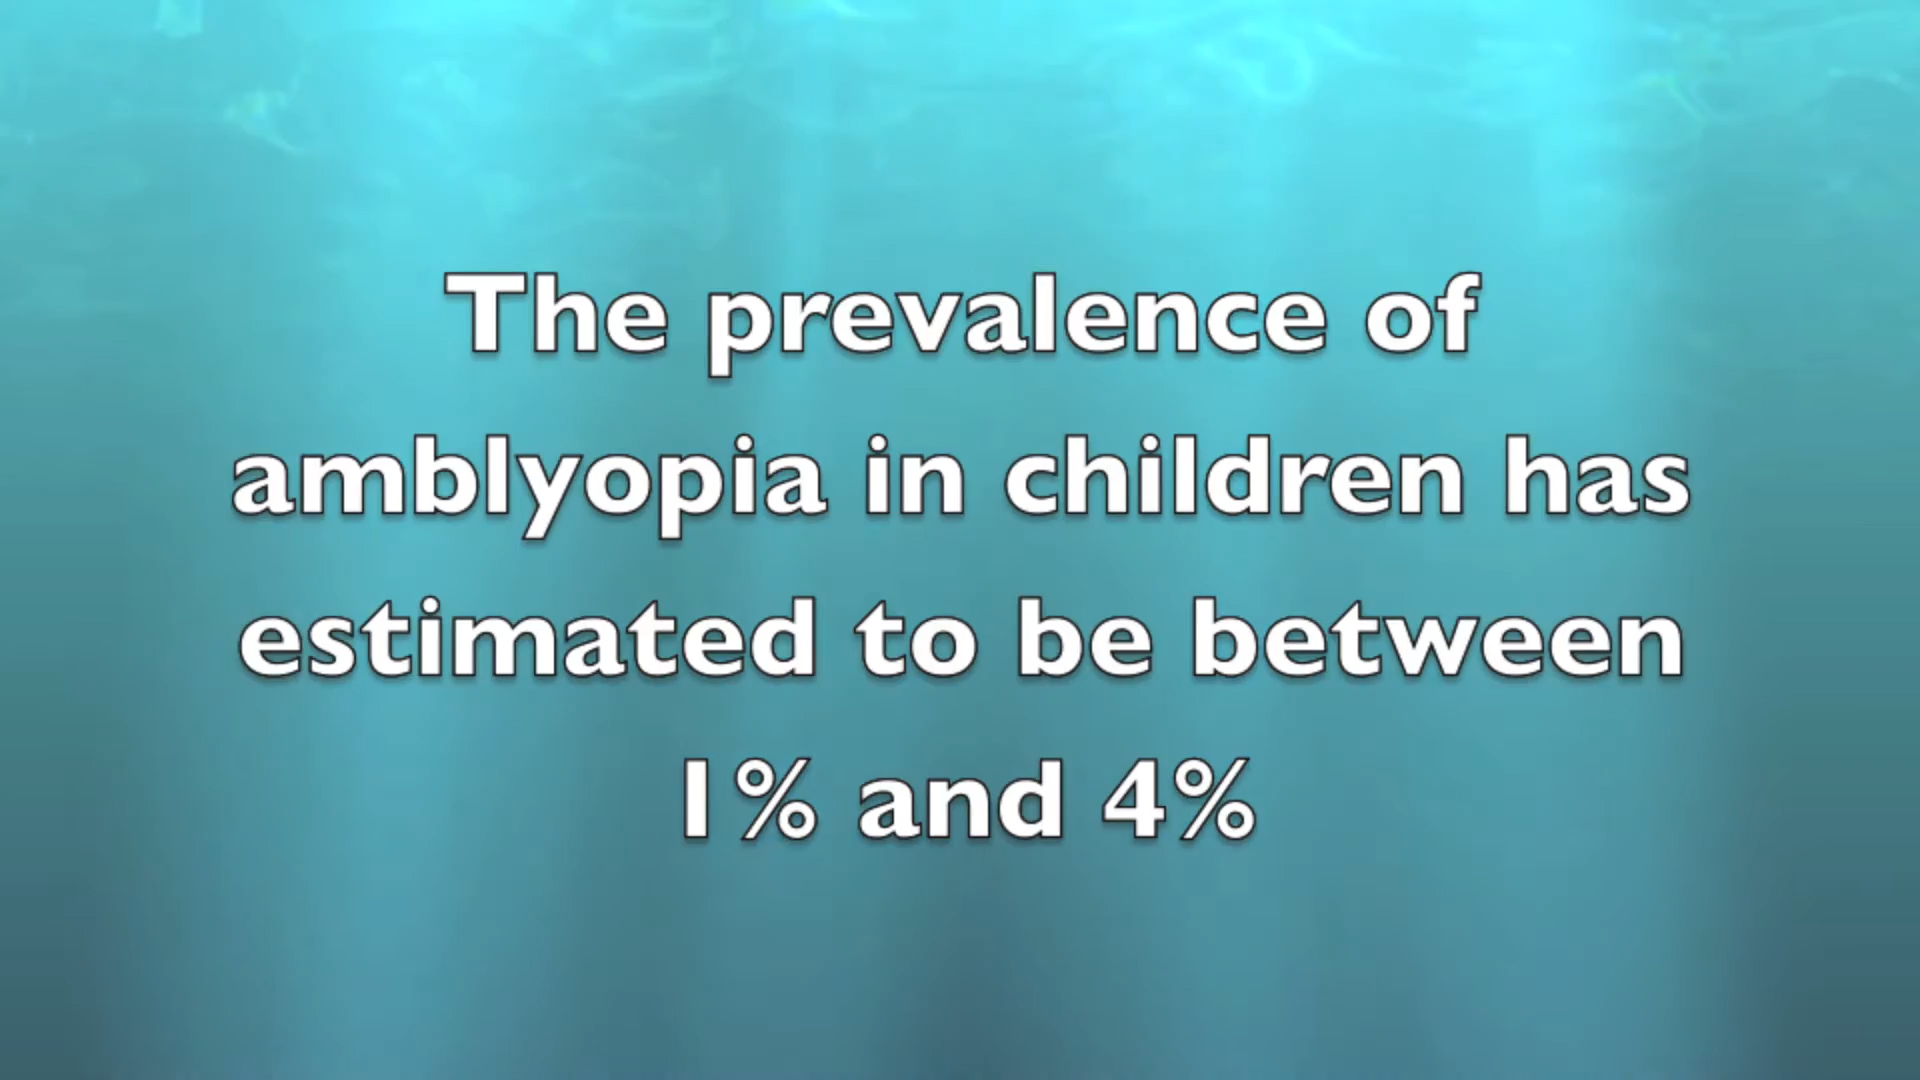 The prevalence of
amblyopia in children has
estimated to be between
1% and 4%